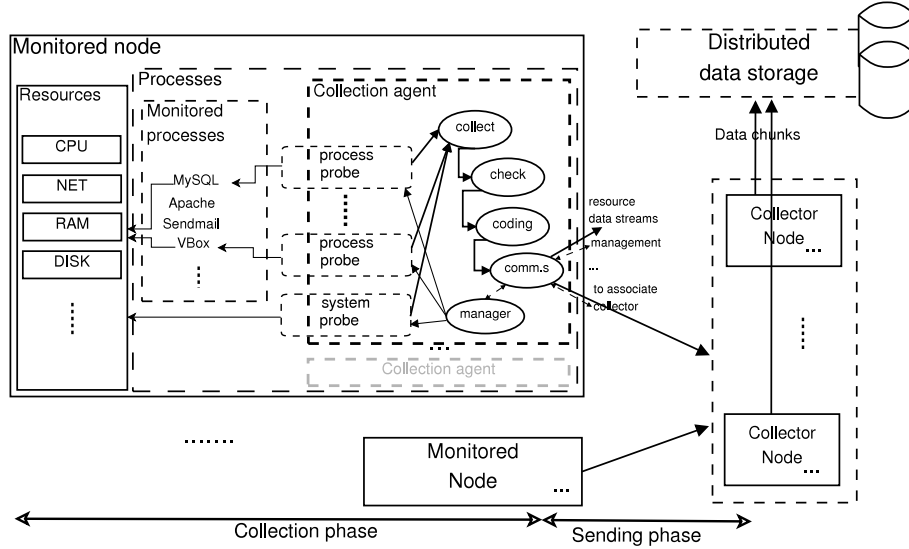 Monitored node
Resources
CPU
NET
RAM
DISK
Processes
Monitored
processes
MySQL
Apache
Sendmail
VBox
process
probe
process
probe
system
probe
Collection agent
collect
check
coding
comm.s
manager
...
Collection agent
resource
data streams
management
...
to associate
collector
Distributed
data storage
Data chunks
Collector
Node
...
Collector
Node
...
Monitored
Node
...
Collection phase
Sending phase